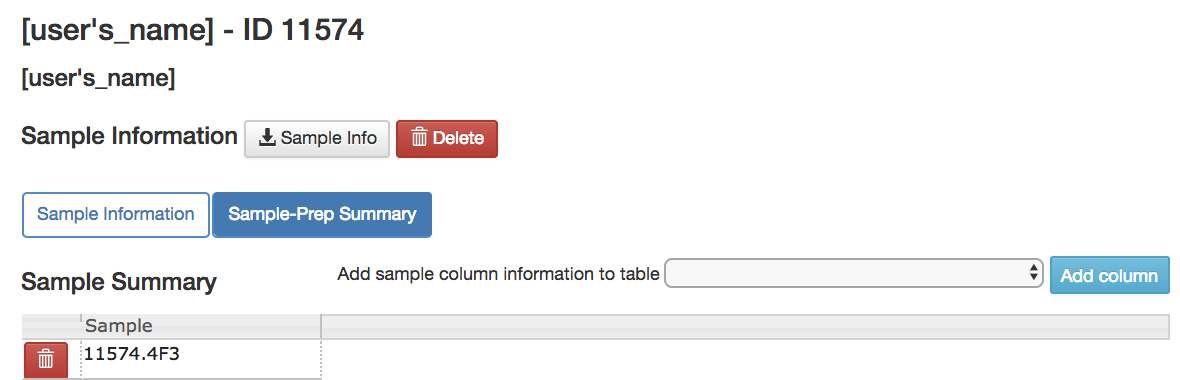 [user's_name] - ID 11574
[user's_name]
Sample Information Sample Info Delete
Sample Information Sample-Prep Summary
Sample Summary Add sample column information to table Add column
Sample
11574.4F3